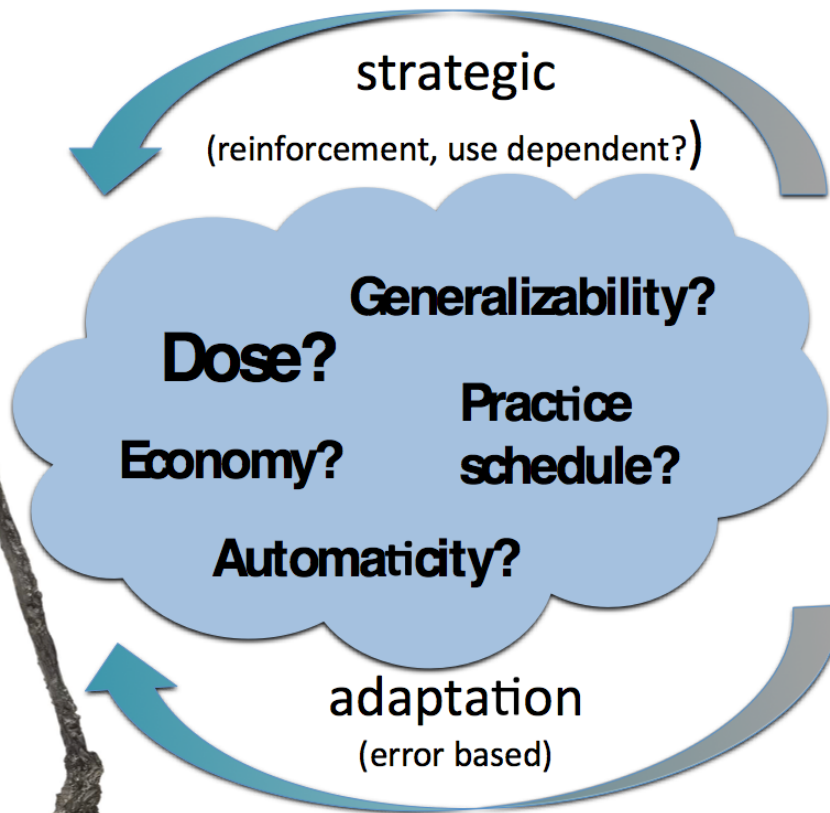 strategic
(reinforcement, use dependent?)
Generalizability?
Dose?
Practice
schedule?
Economy?
Automaticity?
adaptation
(error based)